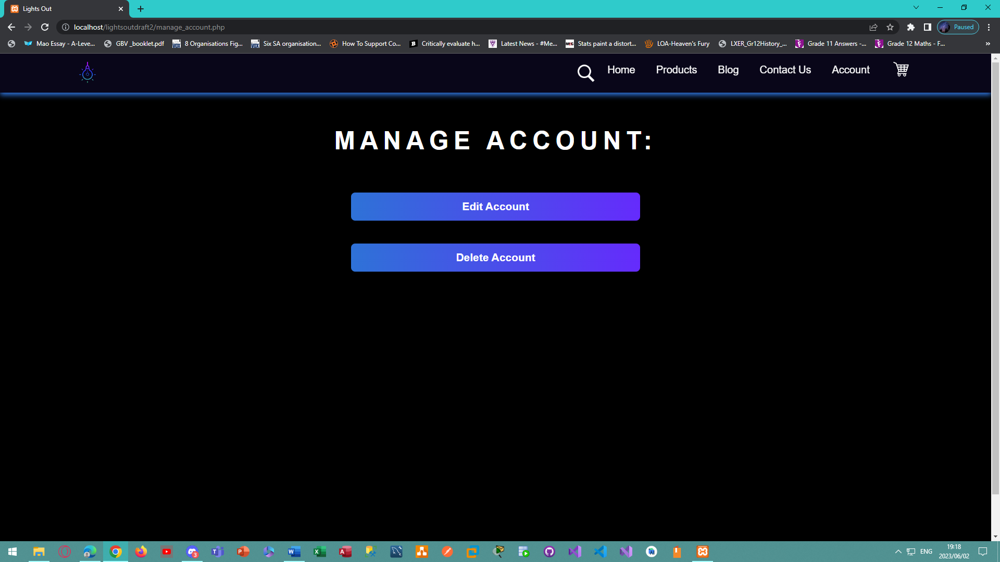 Lights Out
localhost/lightsoutdraft2/manage_account.php
Paused
Mao Essay - A-Leve...
GBV _booklet.pdf
8 Organisations Fig...
Six SA organisation...
How To Support Co...
Critically evaluate h...
Latest News - #Me...
Stats paint a distort...
LOA-Heaven's Fury
LXER_Gr12History_...
Grade 11 Answers -...
Grade 12 Maths - F...
»
Home
Products
Blog
Contact Us
Account
MANAGE ACCOUNT:
Edit Account
Delete Account
3
ENG
19:18
2023/06/02